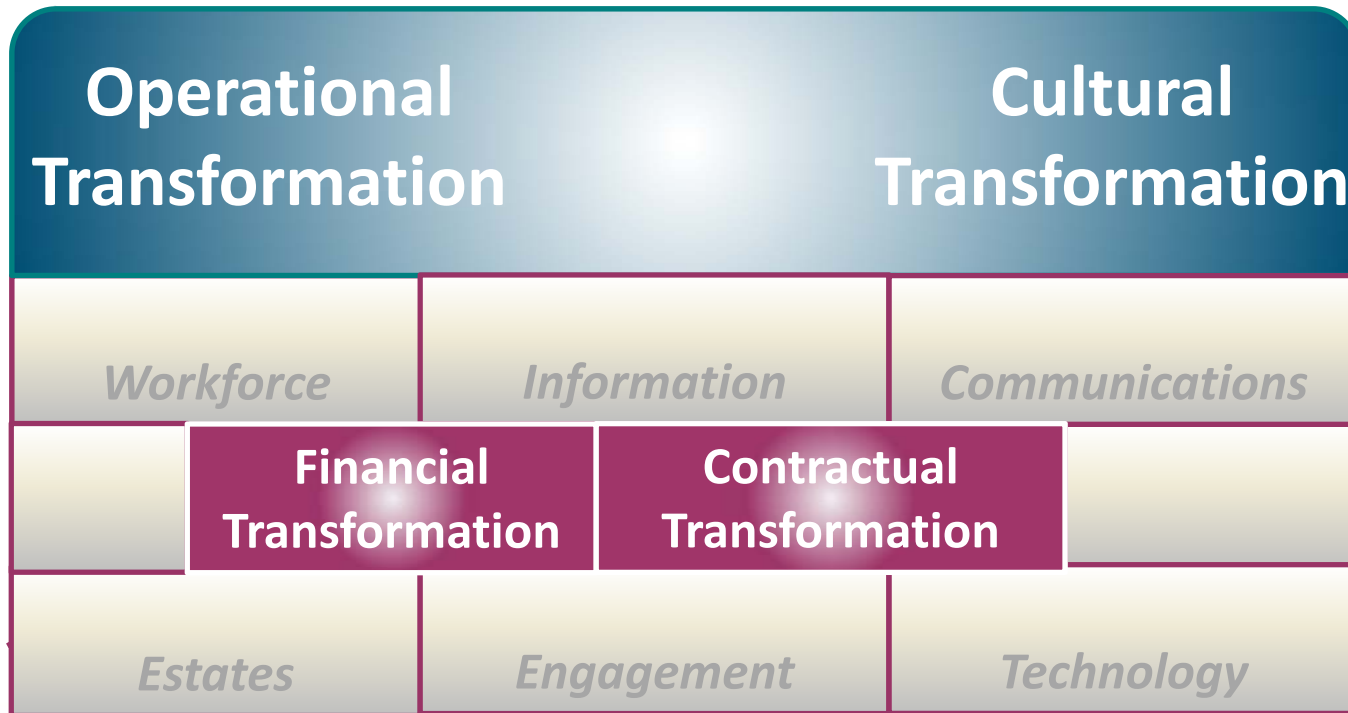 Operational
Transformation
Cultural
Transformation
Workforce
Information
Communications
Financial
Transformation
Contractual
Transformation
Estates
Engagement
Technology